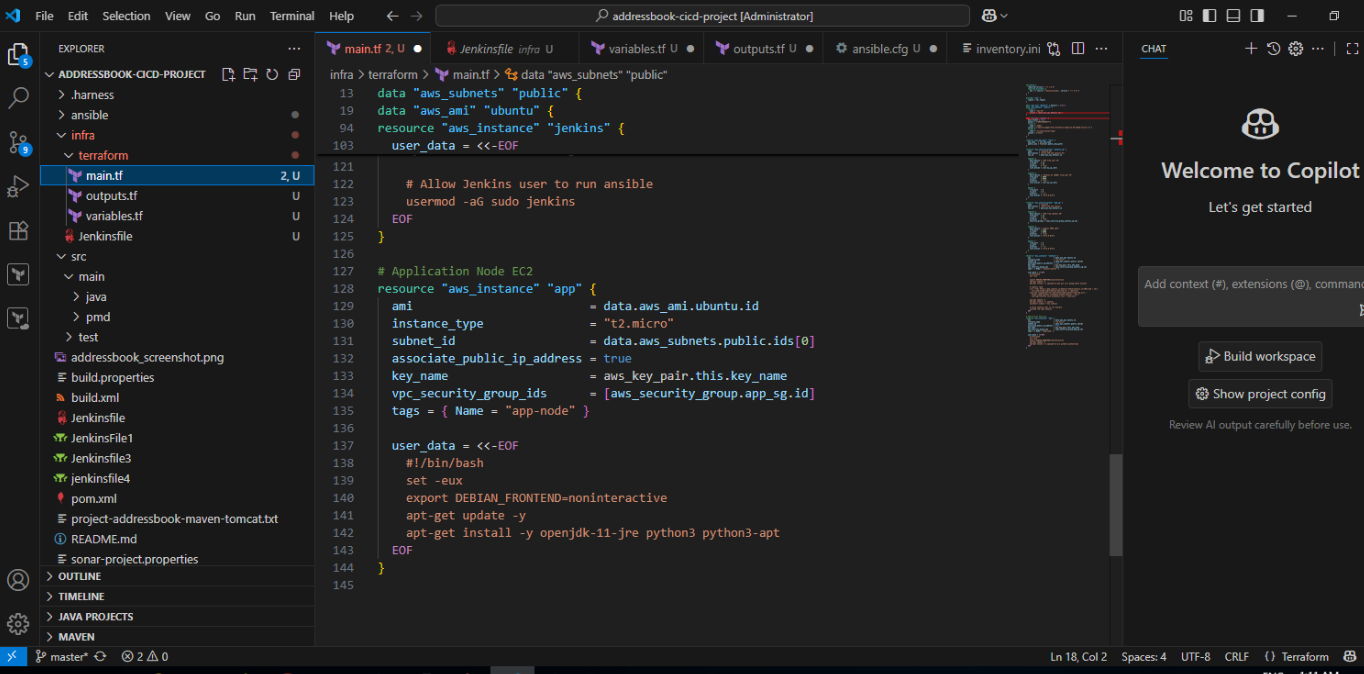 File Edit Selection View Go Run Terminal Help
addressbook-cicd-project [Administrator]
5
9
EXPLORER
ADDRESSBOOK-CICD-PROJECT
.harness
ansible
infra
terraform
main.tf 2, U
outputs.tf U
variables.tf U
Jenkinsfile U
src
main
java
pmd
test
addressbook_screenshot.png
build.properties
build.xml
Jenkinsfile
JenkinsFile1
Jenkinsfile3
jenkinsfile4
pom.xml
project-addressbook-maven-tomcat.txt
README.md
sonar-project.properties
OUTLINE
TIMELINE
JAVA PROJECTS
MAVEN
main.tf 2, U
Jenkinsfile infra U
variables.tf U
outputs.tf U
ansible.cfg U
inventory.ini
infra > terraform > main.tf > data "aws_subnets" "public"
13 data "aws_subnets" "public" {
19 data "aws_ami" "ubuntu" {
94 resource "aws_instance" "jenkins" {
103 user_data = <<-EOF
121
122 # Allow Jenkins user to run ansible
123 usermod -aG sudo jenkins
124 EOF
125 }
126
127 # Application Node EC2
128 resource "aws_instance" "app" {
129 ami = data.aws_ami.ubuntu.id
130 instance_type = "t2.micro"
131 subnet_id = data.aws_subnets.public.ids[0]
132 associate_public_ip_address = true
133 key_name = aws_key_pair.this.key_name
134 vpc_security_group_ids = [aws_security_group.app_sg.id]
135 tags = { Name = "app-node" }
136
137 user_data = <<-EOF
138 #!/bin/bash
139 set -eux
140 export DEBIAN_FRONTEND=noninteractive
141 apt-get update -y
142 apt-get install -y openjdk-11-jre python3 python3-apt
143 EOF
144 }
145
CHAT
Welcome to Copilot
Let's get started
Add context (#), extensions (@), comman
Build workspace
Show project config
Review AI output carefully before use.
master* 2 0
Ln 18, Col 2 Spaces: 4 UTF-8 CRLF {} Terraform